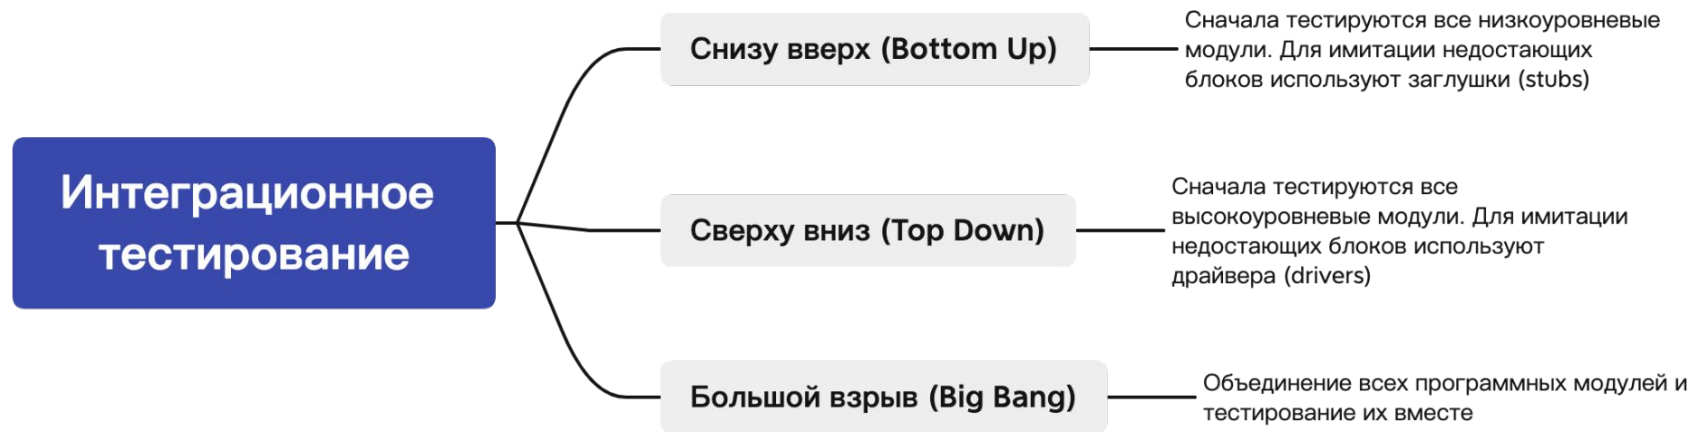 Интеграционное
тестирование
Снизу вверх (Bottom Up)
Сначала тестируются все низкоуровневые
модули. Для имитации недостающих
блоков используют заглушки (stubs)
Сверху вниз (Top Down)
Сначала тестируются все
высокоуровневые модули. Для имитации
недостающих блоков используют
драйвера (drivers)
Большой взрыв (Big Bang)
Объединение всех программных модулей и
тестирование их вместе